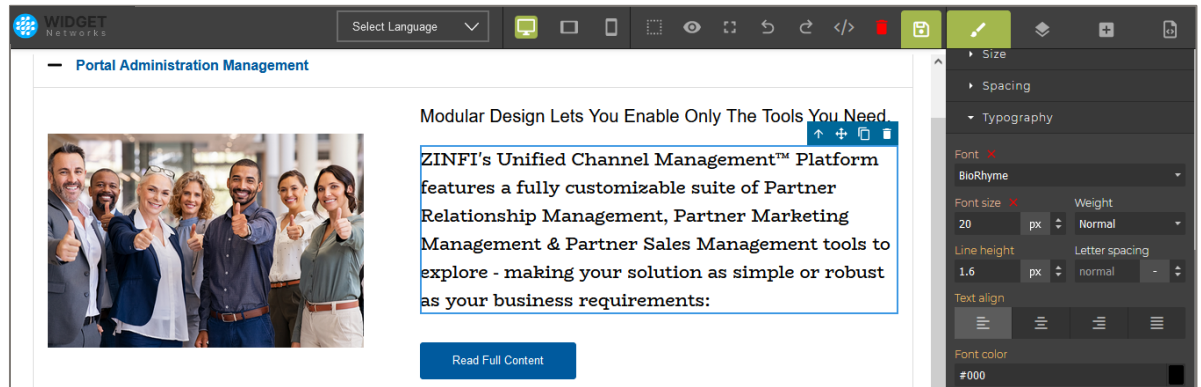 WIDGET
Networks
Select Language
</>
Portal Administration Management
Modular Design Lets You Enable Only The Tools You Need.
ZINFI's Unified Channel Management™ Platform
features a fully customizable suite of Partner
Relationship Management, Partner Marketing
Management & Partner Sales Management tools to
explore - making your solution as simple or robust
as your business requirements:
Read Full Content
Size
Spacing
Typography
Font
BioRhyme
Font size Weight
20 px Normal
Line height Letter spacing
1.6 px normal -
Text align
Font color
#000